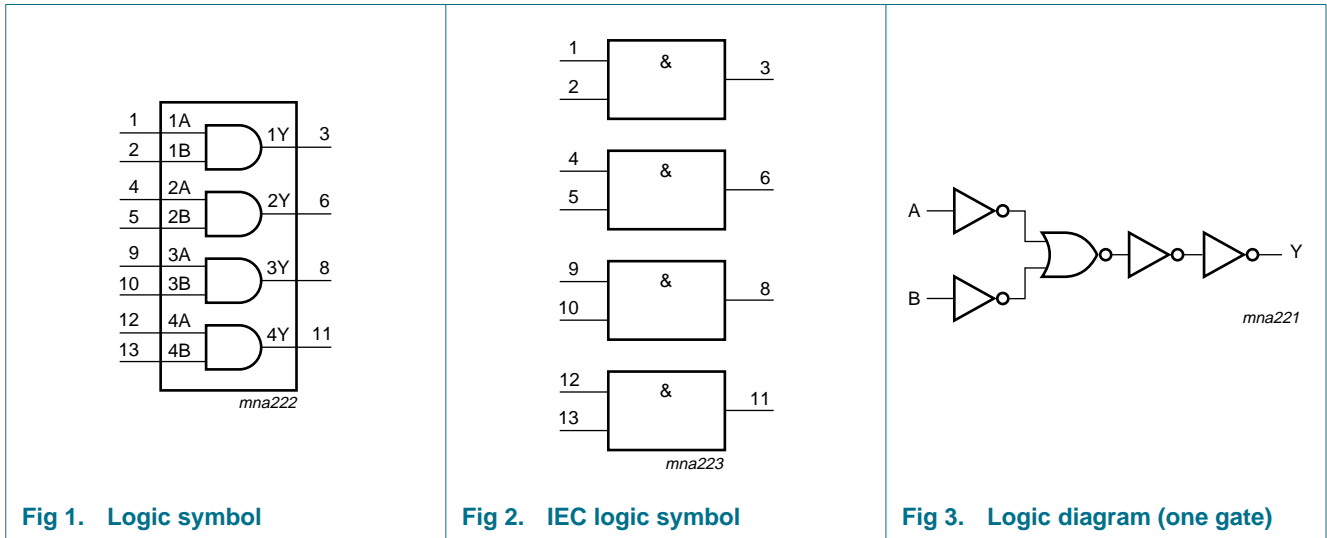 1 1A 1Y 3
2 1B
4 2A 2Y 6
5 2B
9 3A 3Y 8
10 3B
12 4A 4Y 11
13 4B
mna222
Fig 1. Logic symbol
1 & 3
2
4 & 6
5
9 & 8
10
12 & 11
13
mna223
Fig 2. IEC logic symbol
A
Y
B
mna221
Fig 3. Logic diagram (one gate)